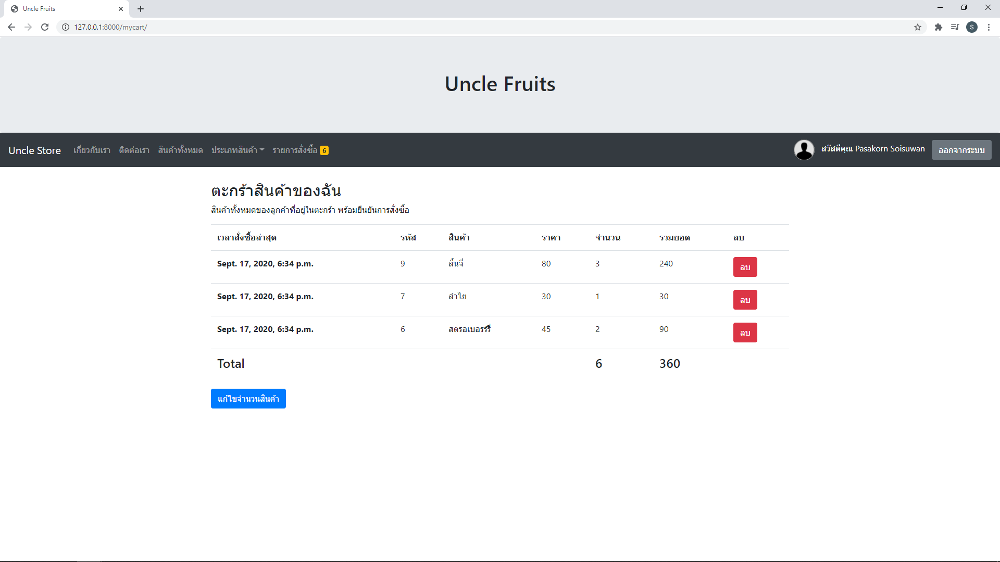 Uncle Fruits
127.0.0.1:8000/mycart/
S
Uncle Fruits
Uncle Store เกี่ยวกับเรา ติดต่อเรา สินค้าทั้งหมด ประเภทสินค้า รายการสั่งซื้อ 6 สวัสดีคุณ Pasakorn Soisuwan ออกจากระบบ
ตะกร้าสินค้าของฉัน
สินค้าทั้งหมดของลูกค้าที่อยู่ในตะกร้า พร้อมยืนยันการสั่งซื้อ
เวลาสั่งซื้อล่าสุด รหัส สินค้า ราคา จำนวน รวมยอด ลบ
Sept. 17, 2020, 6:34 p.m. 9 ลิ้นจี่ 80 3 240 ลบ
Sept. 17, 2020, 6:34 p.m. 7 ลำไย 30 1 30 ลบ
Sept. 17, 2020, 6:34 p.m. 6 สตรอเบอรร์รี่ 45 2 90 ลบ
Total 6 360
แก้ไขจำนวนสินค้า